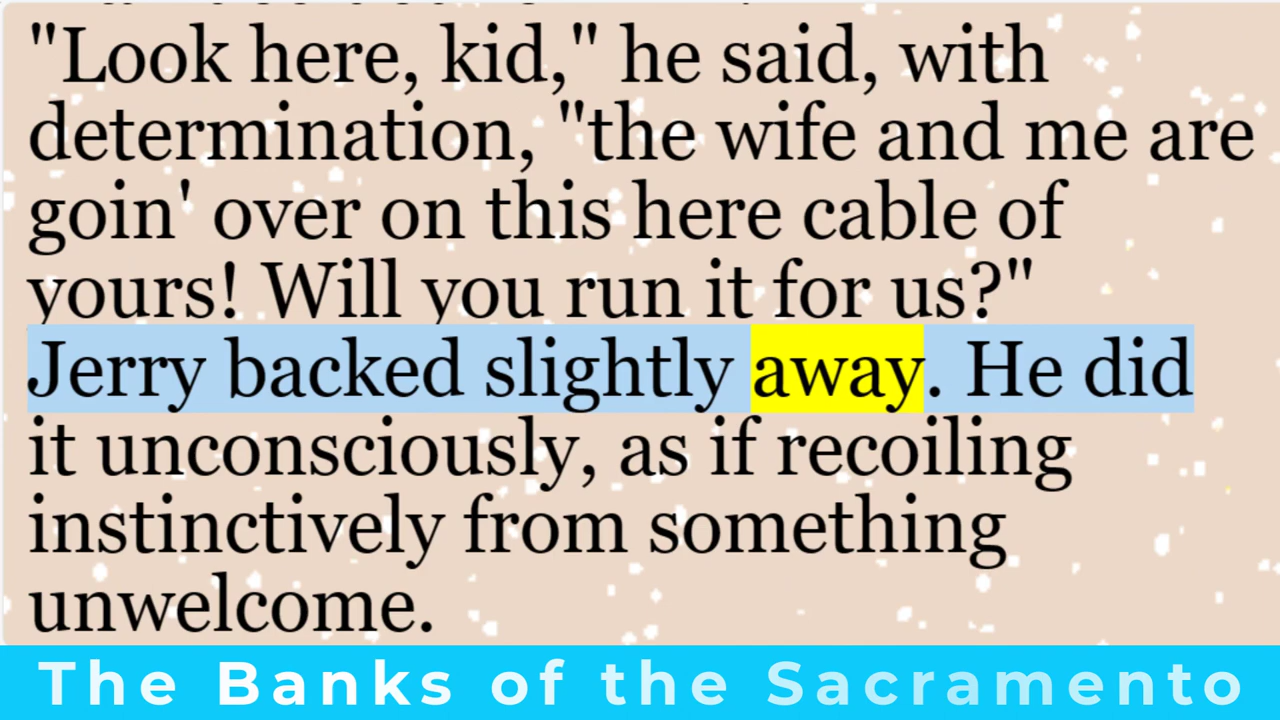 "Look here, kid," he said, with
determination, "the wife and me are
goin' over on this here cable of
yours! Will you run it for us?"
Jerry backed slightly away. He did
it unconsciously, as if recoiling
instinctively from something
unwelcome.
The Banks of the Sacramento